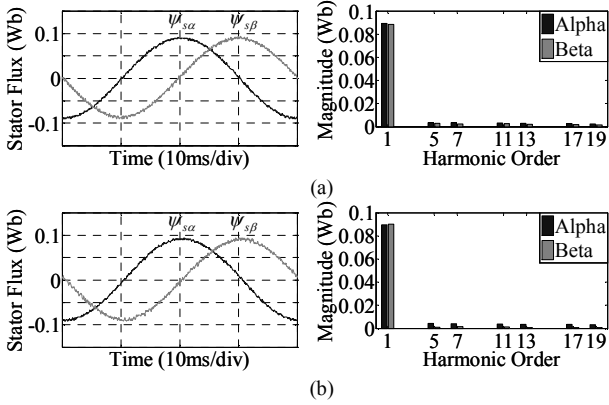 Stator Flux (Wb)
0.1
0
-0.1
ψsα
ψsβ
Time (10ms/div)
Magnitude (Wb)
0.1
0.08
0.06
0.04
0.02
0
Alpha
Beta
1 5 7 11 13 17 19
Harmonic Order
(a)
Stator Flux (Wb)
0.1
0
-0.1
ψsα
ψsβ
Time (10ms/div)
Magnitude (Wb)
0.1
0.08
0.06
0.04
0.02
0
Alpha
Beta
1 5 7 11 13 17 19
Harmonic Order
(b)